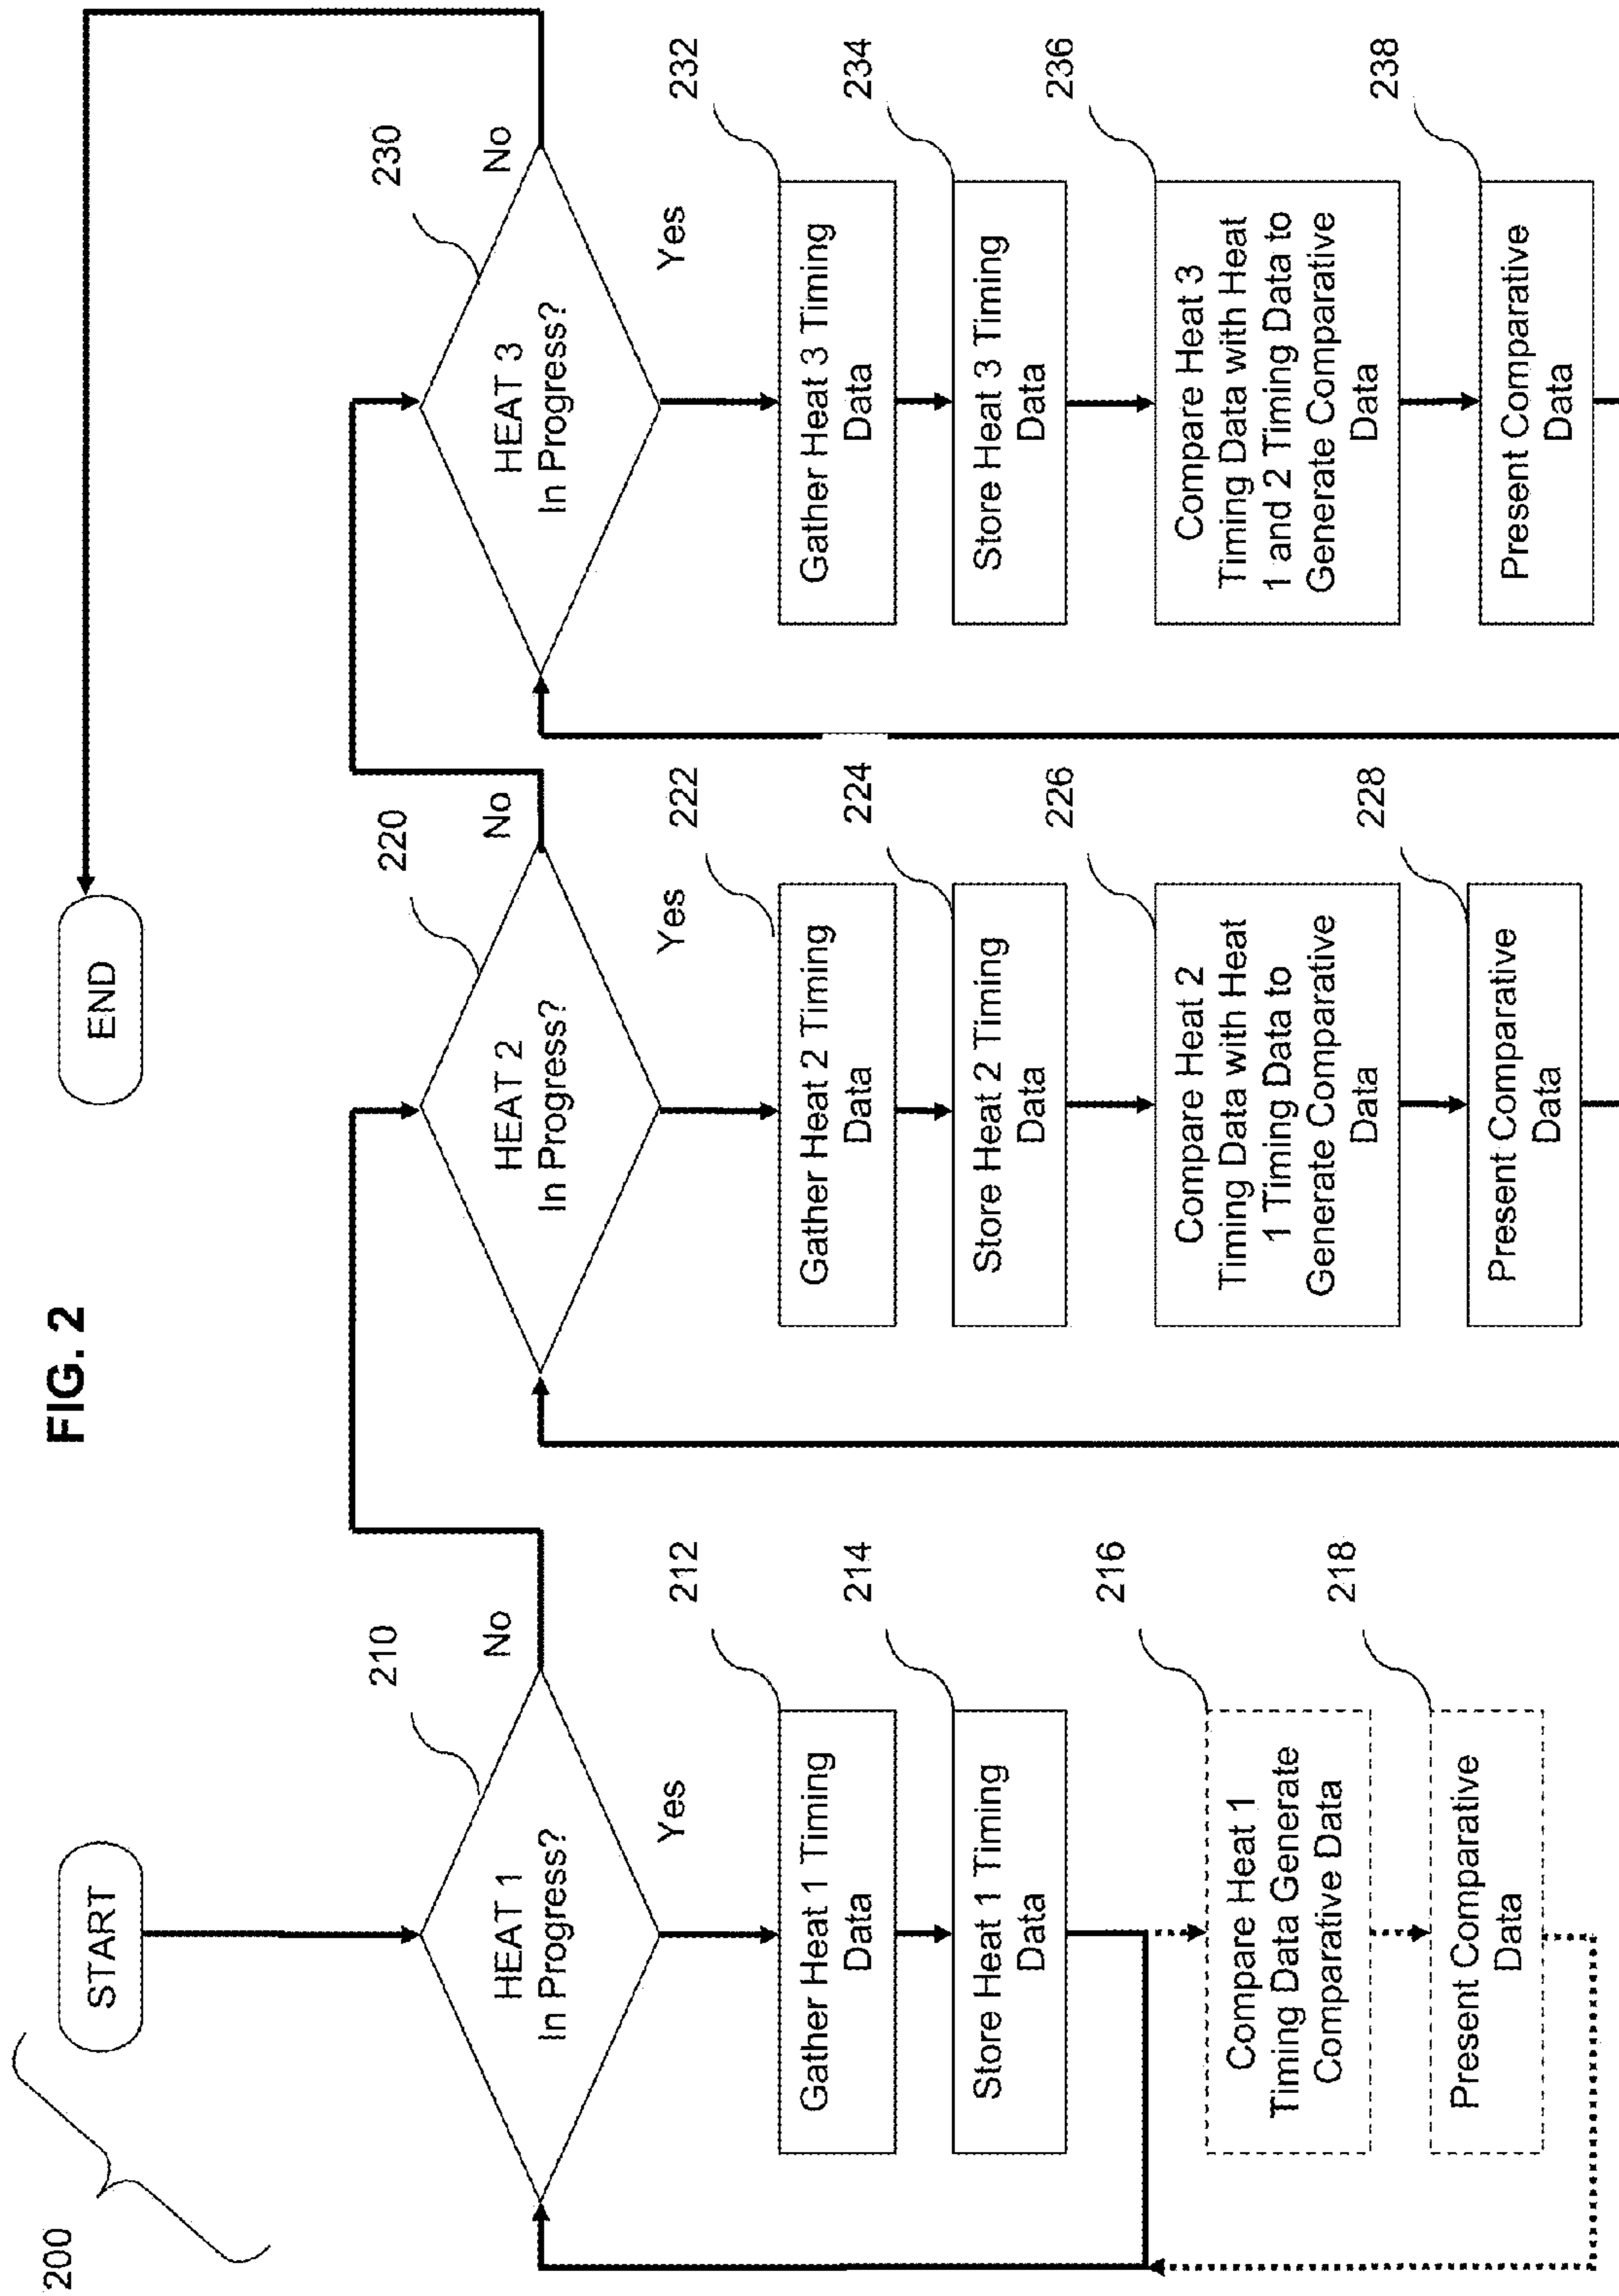 FIG. 2
200
START
END
210
HEAT 1
In Progress?
No
Yes
212
Gather Heat 1 Timing
Data
214
Store Heat 1 Timing
Data
216
Compare Heat 1
Timing Data Generate
Comparative Data
218
Present Comparative
Data
220
HEAT 2
In Progress?
No
Yes
222
Gather Heat 2 Timing
Data
224
Store Heat 2 Timing
Data
226
Compare Heat 2
Timing Data with Heat
1 Timing Data to
Generate Comparative
Data
228
Present Comparative
Data
230
HEAT 3
In Progress?
No
Yes
232
Gather Heat 3 Timing
Data
234
Store Heat 3 Timing
Data
236
Compare Heat 3
Timing Data with Heat
1 and 2 Timing Data to
Generate Comparative
Data
238
Present Comparative
Data